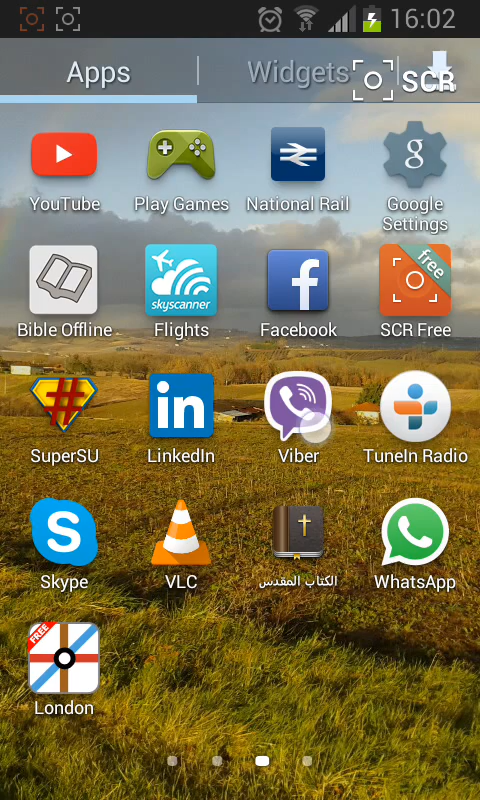 16:02
Apps
Widgets
SCR
YouTube
Play Games
National Rail
Google
Settings
g
skyscanner
free
Bible Offline
Flights
Facebook
SCR Free
SuperSU
LinkedIn
Viber
TuneIn Radio
Skype
VLC
الكتاب المقدس
WhatsApp
FREE
London